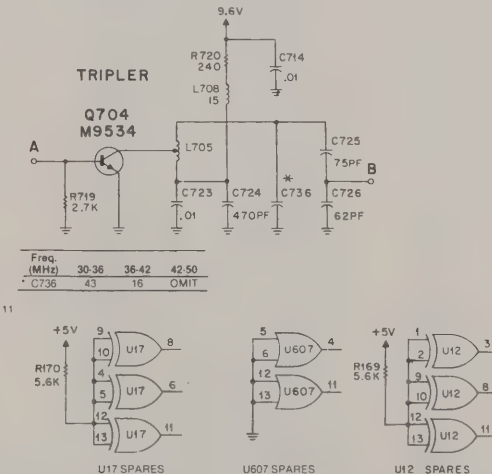 9.6V
R720
240
C714
.01
L708
15
TRIPLER
Q704
M9534
A
L705
C725
75PF
B
R719
2.7K
C723
.01
C724
470PF
*
C736
C726
62PF
Freq.
(MHz) 30-36 36-42 42-50
* C736 43 16 OMIT
11
+5V
R170
5.6K
9
10
U17
8
4
5
U17
6
12
13
U17
11
U17 SPARES
5
6
U607
4
12
13
U607
11
U607 SPARES
+5V
R169
5.6K
1
2
U12
3
9
10
U12
8
12
13
U12
11
U12 SPARES